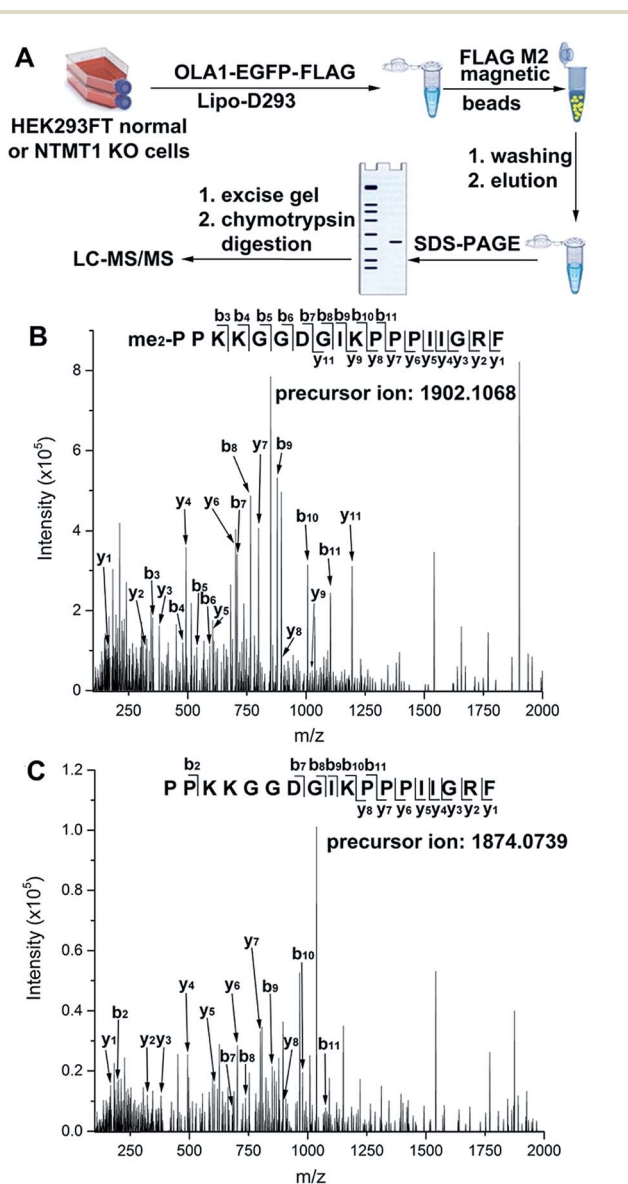 A
OLA1-EGFP-FLAG
Lipo-D293
HEK293FT normal
or NTMT1 KO cells
FLAG M2
magnetic
beads
1. washing
2. elution
SDS-PAGE
1. excise gel
2. chymotrypsin
digestion
LC-MS/MS
B
b3 b4 b5 b6 b7 b8 b9 b10 b11
me2-P P K K G G D G I K P P P I I G R F
y11 y9 y8 y7 y6 y5 y4 y3 y2 y1
precursor ion: 1902.1068
Intensity (x10^5)
8
6
4
2
0
y1
y2
b3
y3
b4
y4
b5
b6
y5
y6
b7
b8
y7
b9
y8
b10
y9
b11
y11
250 500 750 1000 1250 1500 1750 2000
m/z
C
b2 b7 b8 b9 b10 b11
P P K K G G D G I K P P P I I G R F
y8 y7 y6 y5 y4 y3 y2 y1
precursor ion: 1874.0739
Intensity (x10^5)
1.2
1.0
0.8
0.6
0.4
0.2
0.0
y1
b2
y2 y3
y4
y5
b7
y6
b8
y7
b9
y8
b10
b11
250 500 750 1000 1250 1500 1750 2000
m/z